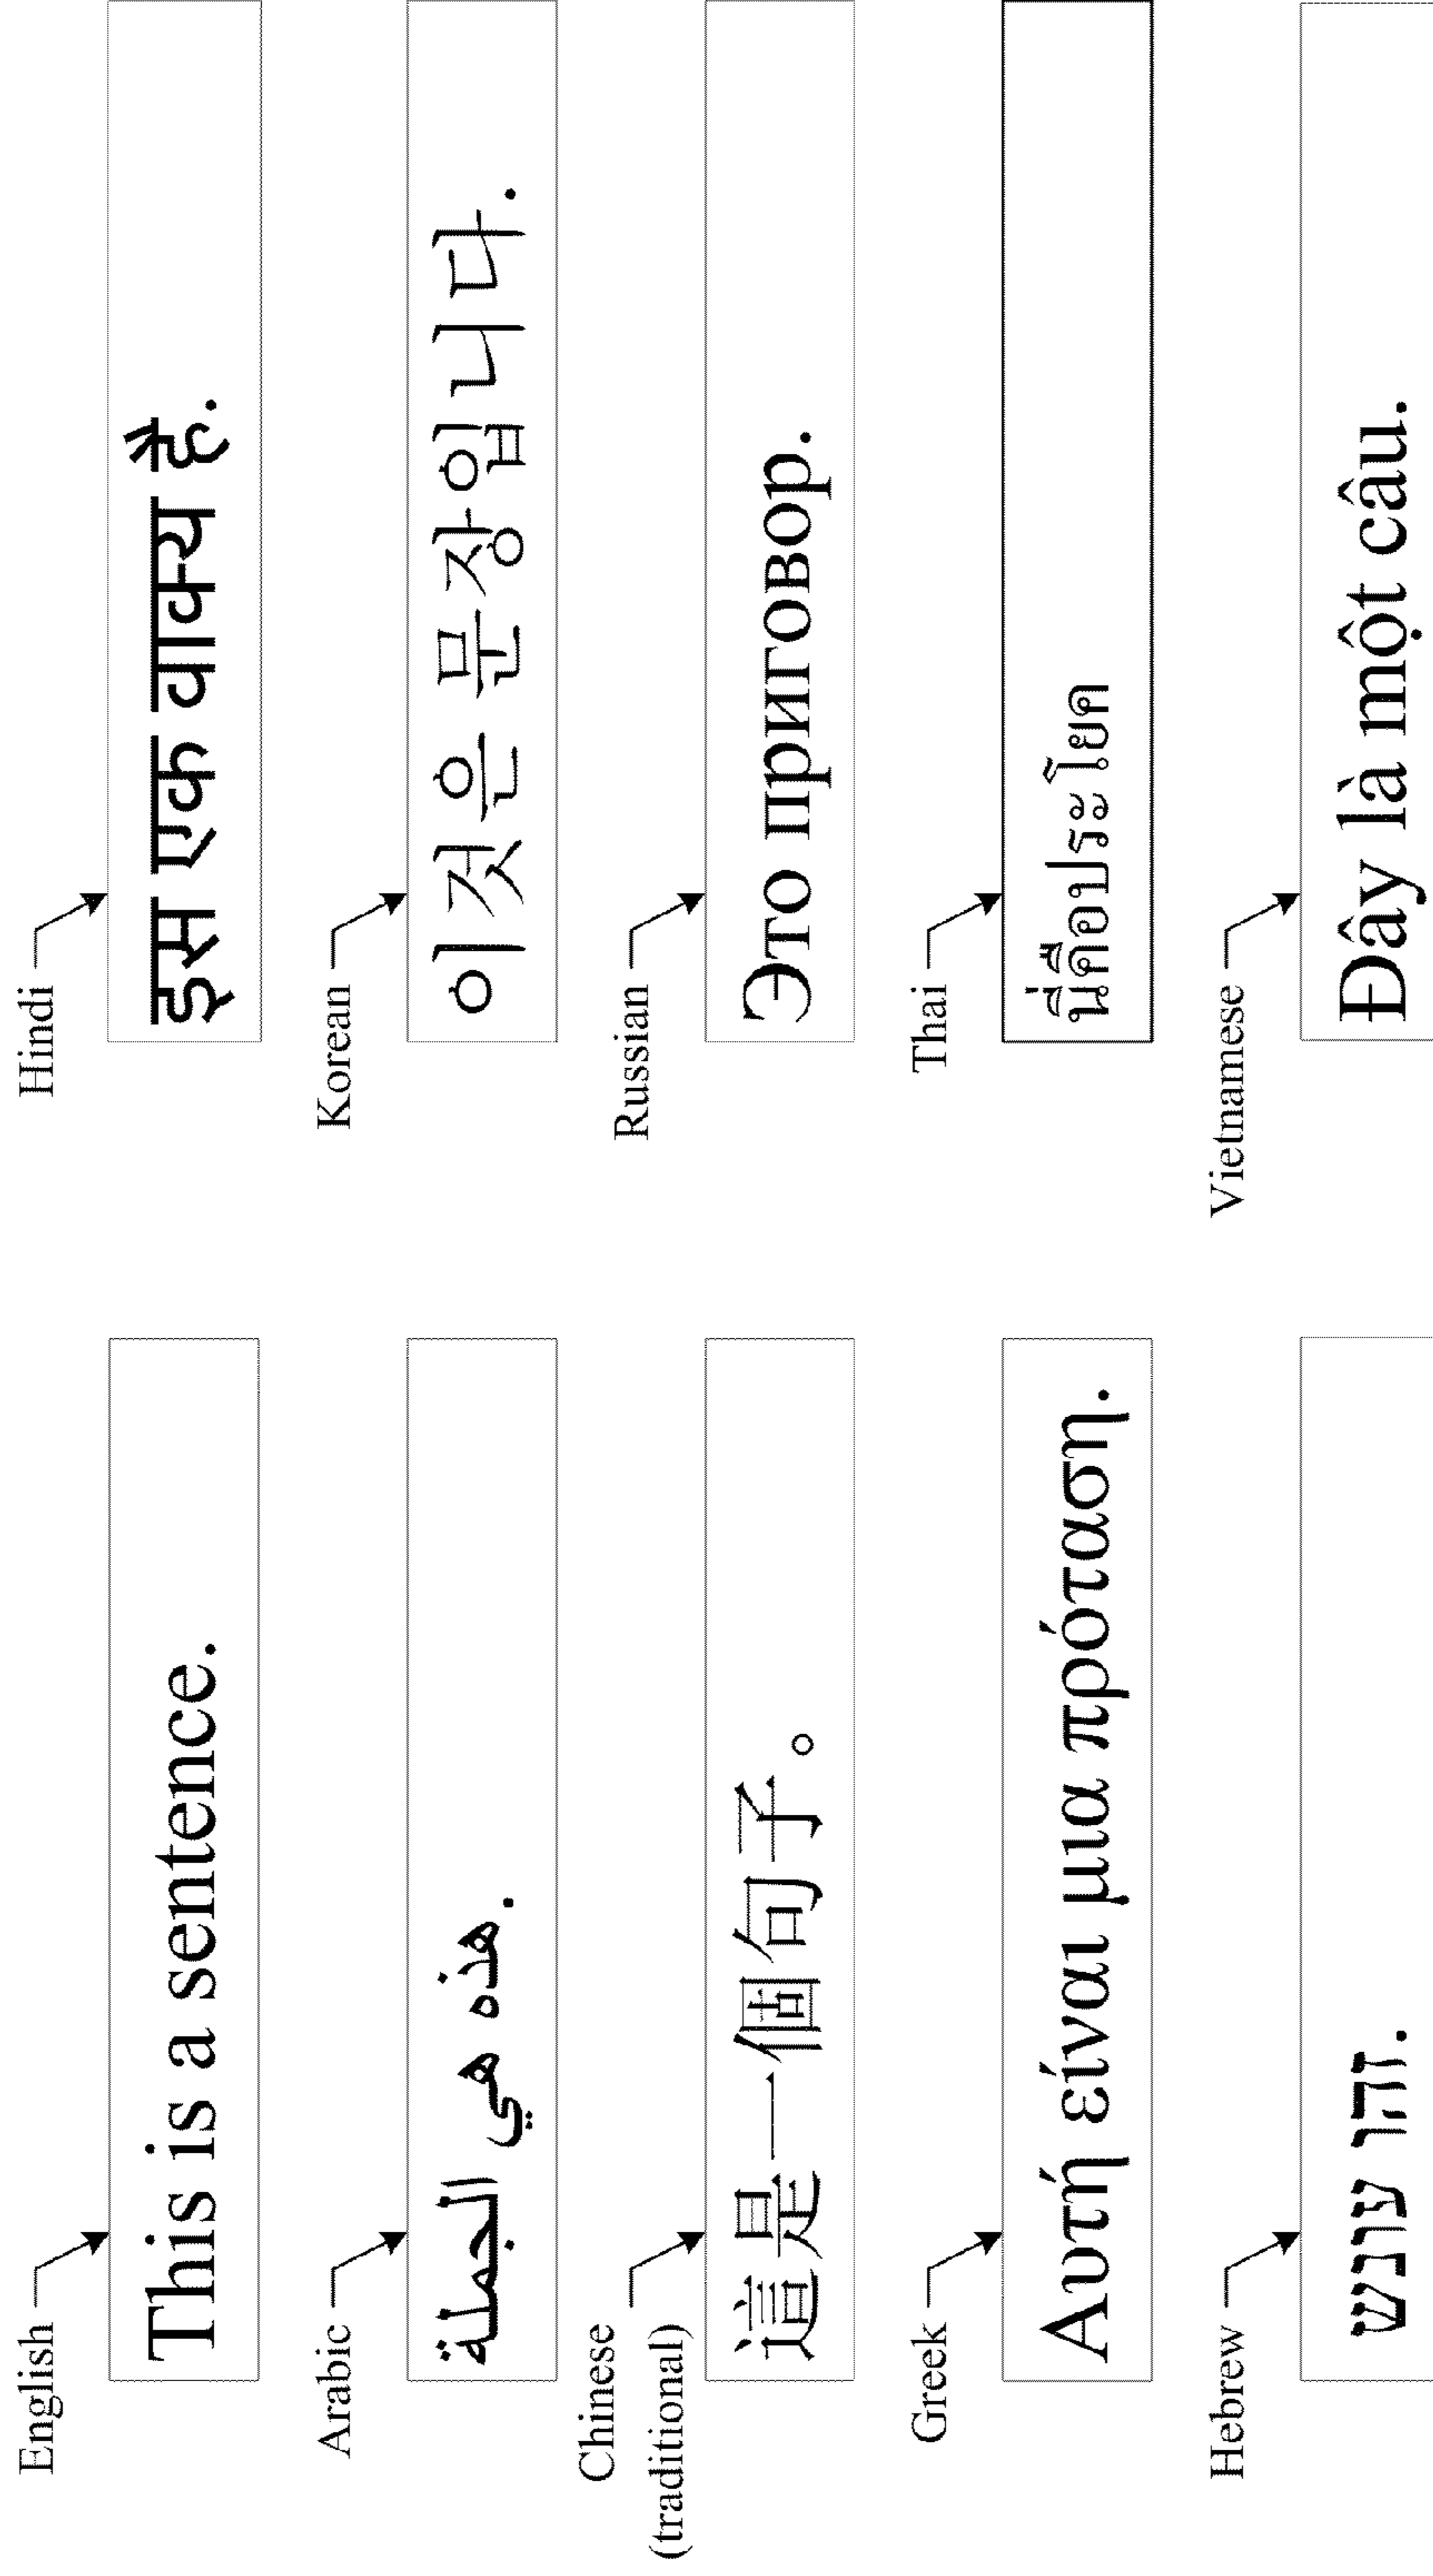 English
This is a sentence.
Arabic
هذه هي الجملة.
Chinese
(traditional)
這是一個句子。
Greek
Αυτή είναι μια πρόταση.
Hebrew
זהו עונש.
Hindi
इस एक वाक्य है.
Korean
이것은 문장입니다.
Russian
Это приговор.
Thai
นี่คือประโยค
Vietnamese
Đây là một câu.